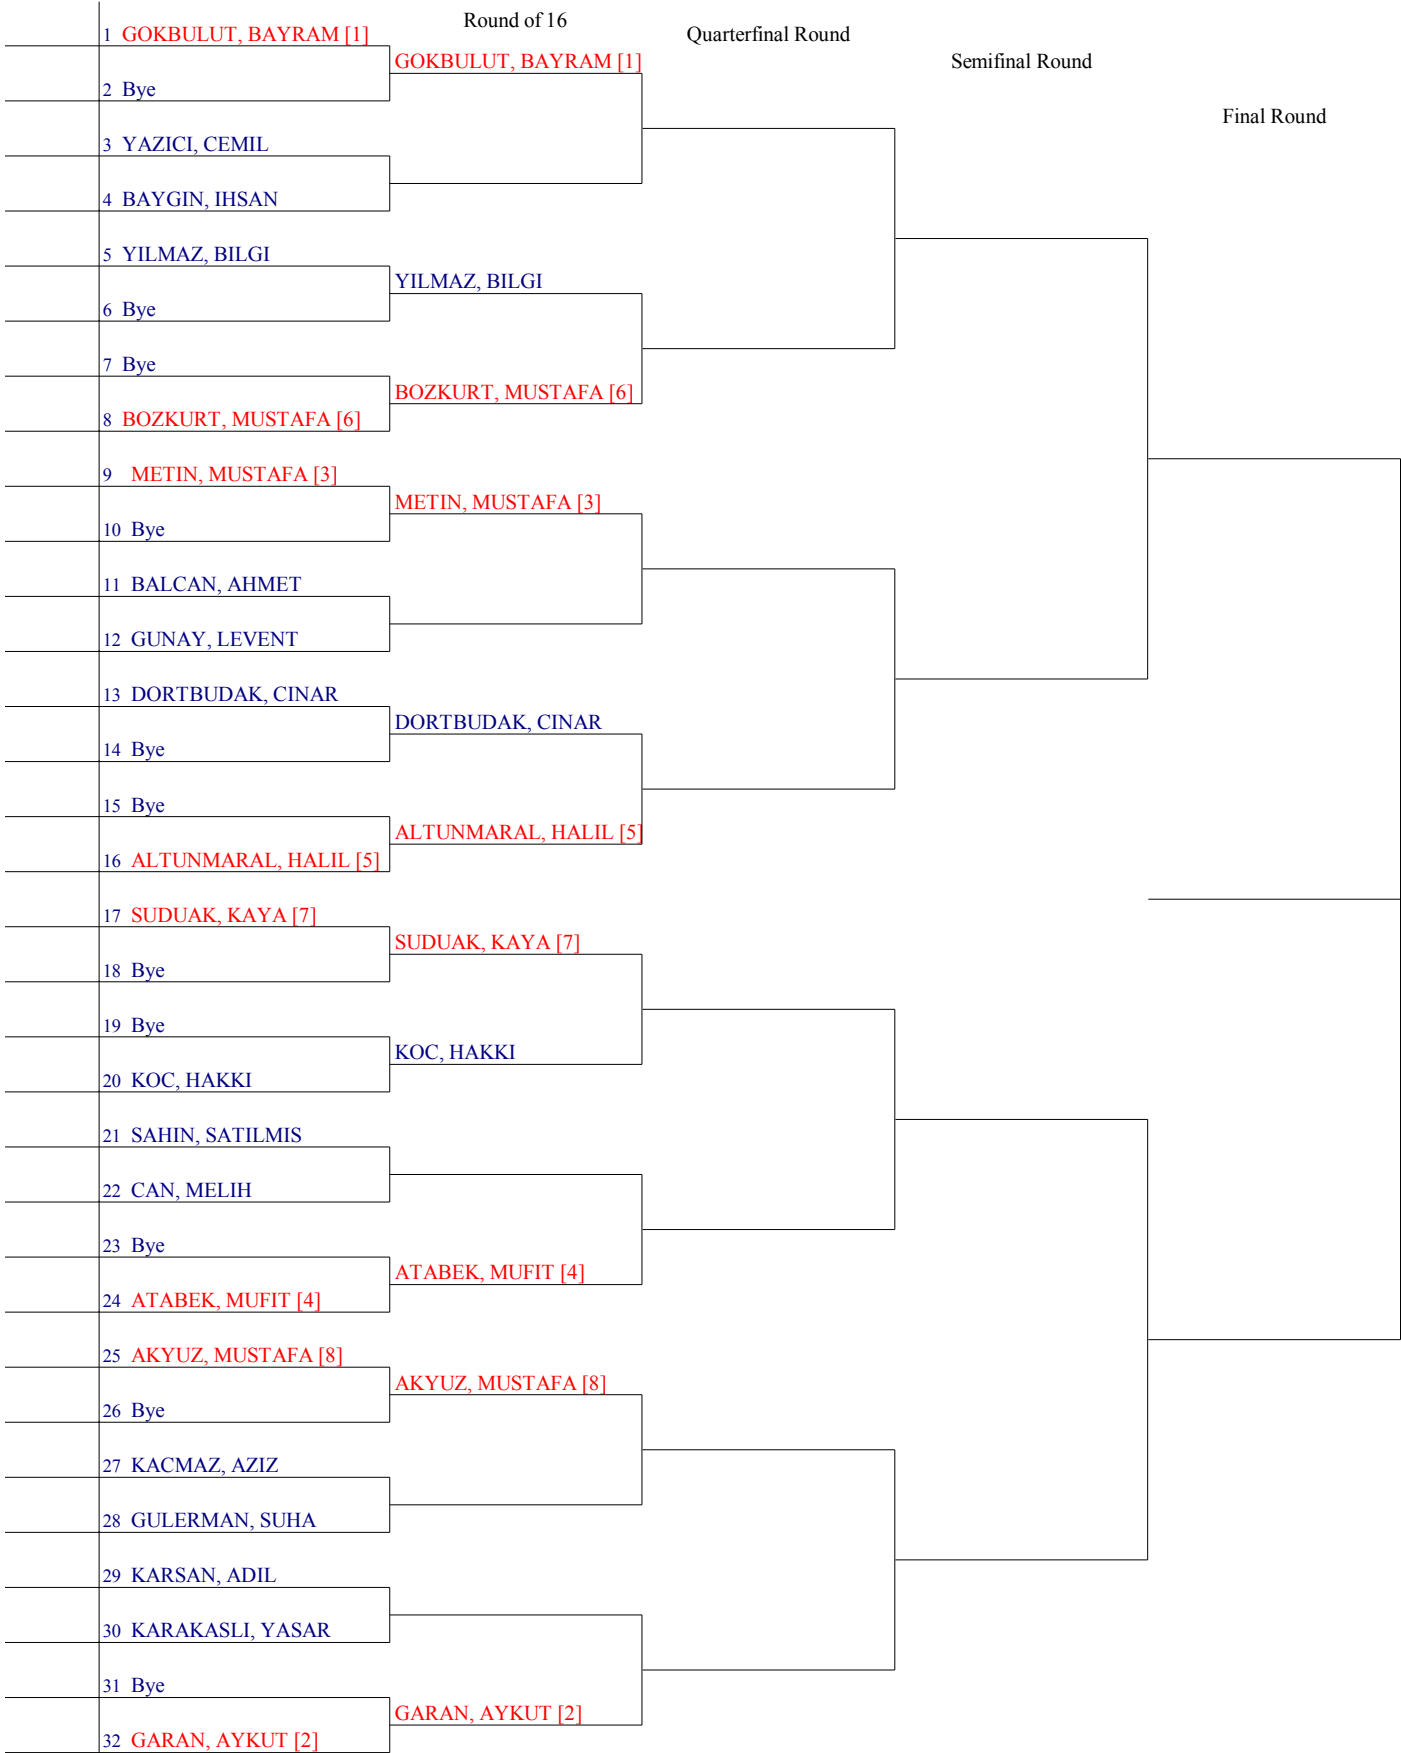 Round of 16
Quarterfinal Round
Semifinal Round
Final Round
1 GOKBULUT, BAYRAM [1]
GOKBULUT, BAYRAM [1]
2 Bye
3 YAZICI, CEMIL
4 BAYGIN, IHSAN
5 YILMAZ, BILGI
YILMAZ, BILGI
6 Bye
7 Bye
BOZKURT, MUSTAFA [6]
8 BOZKURT, MUSTAFA [6]
9 METIN, MUSTAFA [3]
METIN, MUSTAFA [3]
10 Bye
11 BALCAN, AHMET
12 GUNAY, LEVENT
13 DORTBUDAK, CINAR
DORTBUDAK, CINAR
14 Bye
15 Bye
ALTUNMARAL, HALIL [5]
16 ALTUNMARAL, HALIL [5]
17 SUDUAK, KAYA [7]
SUDUAK, KAYA [7]
18 Bye
19 Bye
KOC, HAKKI
20 KOC, HAKKI
21 SAHIN, SATILMIS
22 CAN, MELIH
23 Bye
ATABEK, MUFIT [4]
24 ATABEK, MUFIT [4]
25 AKYUZ, MUSTAFA [8]
AKYUZ, MUSTAFA [8]
26 Bye
27 KACMAZ, AZIZ
28 GULERMAN, SUHA
29 KARSAN, ADIL
30 KARAKASLI, YASAR
31 Bye
GARAN, AYKUT [2]
32 GARAN, AYKUT [2]